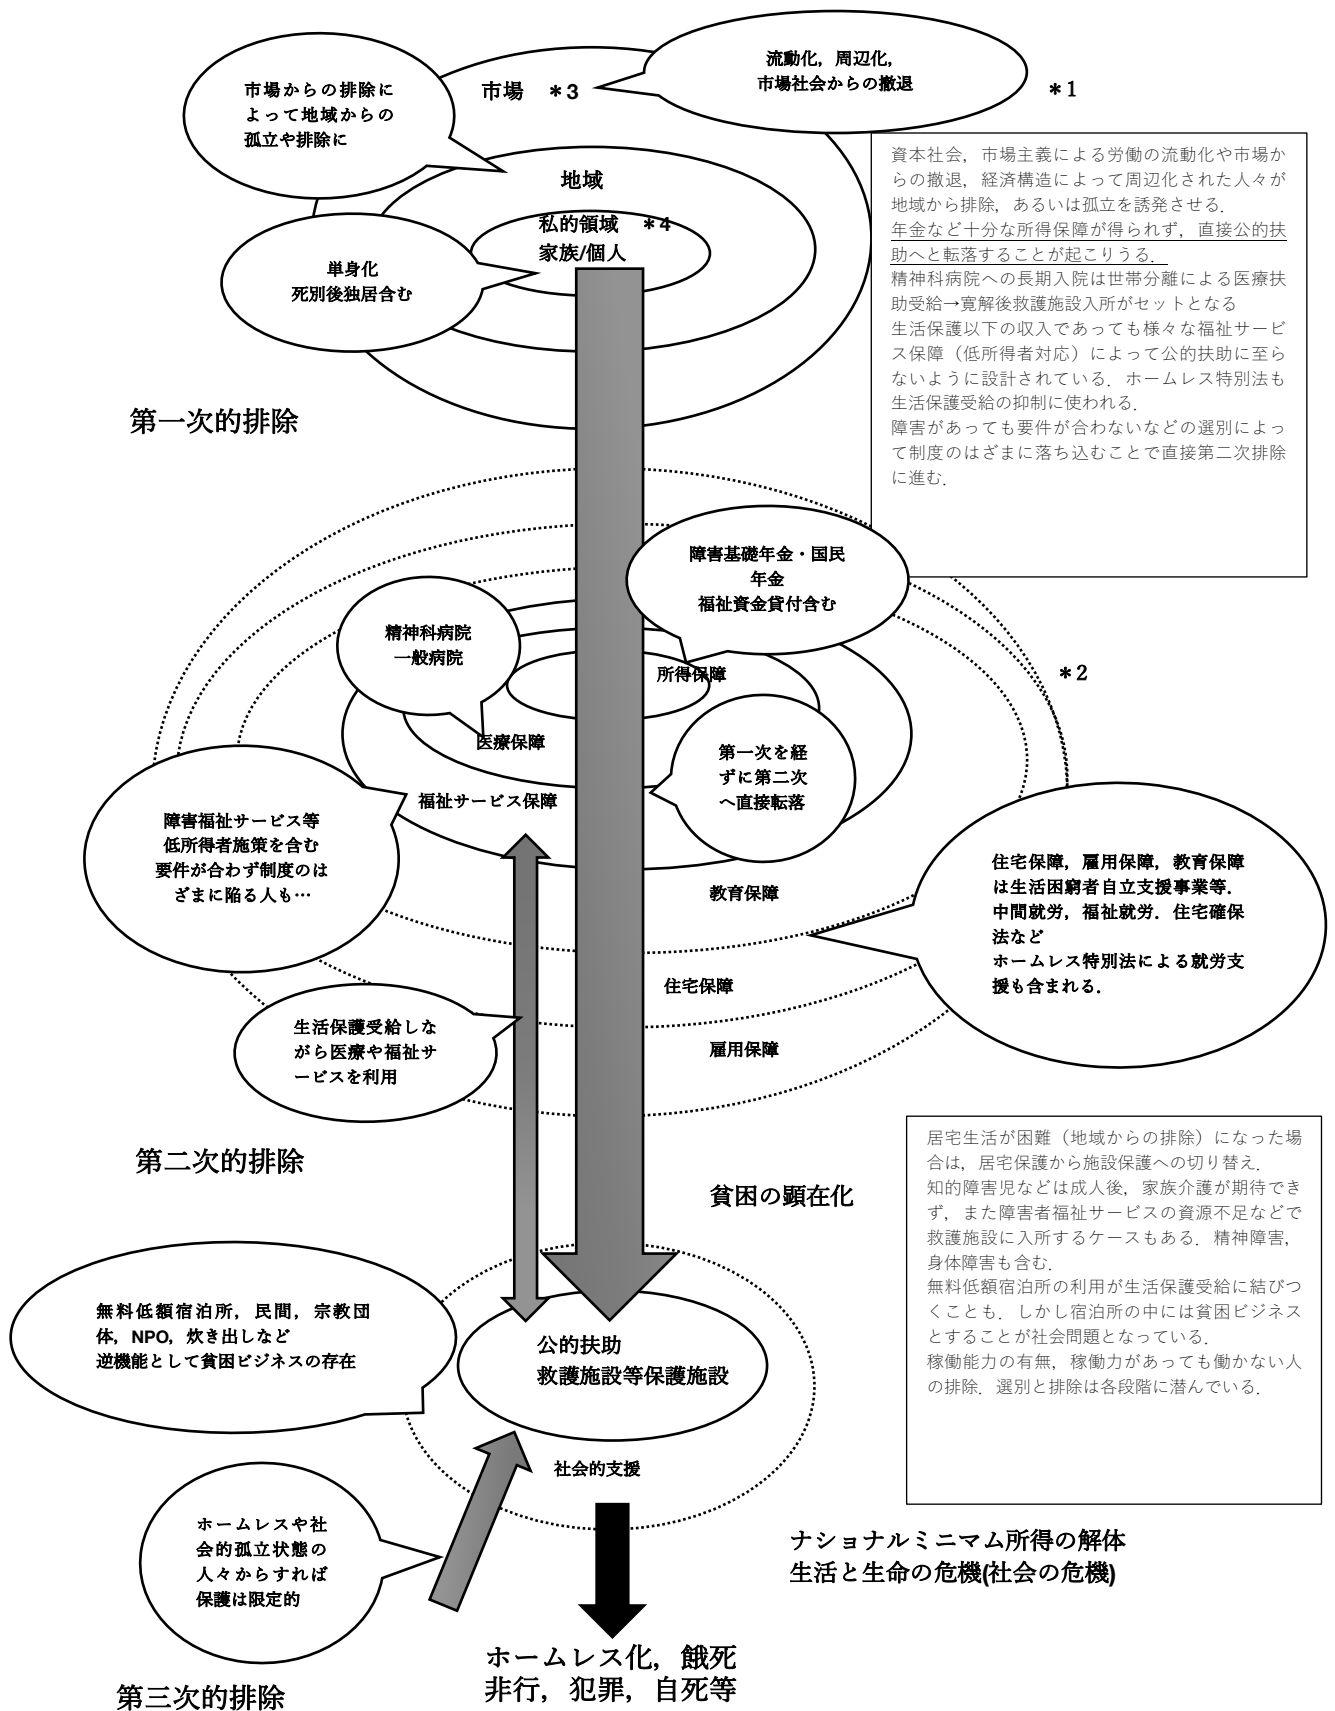 流動化，周辺化，
市場社会からの撤退
＊1
市場　＊3
市場からの排除に
よって地域からの
孤立や排除に
地域
私的領域　＊4
家族/個人
単身化
死別後独居含む
資本社会，市場主義による労働の流動化や市場か
らの撤退，経済構造によって周辺化された人々が
地域から排除，あるいは孤立を誘発させる．
年金など十分な所得保障が得られず，直接公的扶
助へと転落することが起こりうる．
精神科病院への長期入院は世帯分離による医療扶
助受給→寛解後救護施設入所がセットとなる
生活保護以下の収入であっても様々な福祉サービ
ス保障（低所得者対応）によって公的扶助に至ら
ないように設計されている．ホームレス特別法も
生活保護受給の抑制に使われる．
障害があっても要件が合わないなどの選別によっ
て制度のはざまに落ち込むことで直接第二次排除
に進む．
第一次的排除
障害基礎年金・国民
年金
福祉資金貸付含む
精神科病院
一般病院
所得保障
＊2
医療保障
第一次を経
ずに第二次
へ直接転落
福祉サービス保障
障害福祉サービス等
低所得者施策を含む
要件が合わず制度のは
ざまに陥る人も…
教育保障
住宅保障，雇用保障，教育保障
は生活困窮者自立支援事業等．
中間就労，福祉就労．住宅確保
法など
ホームレス特別法による就労支
援も含まれる．
住宅保障
雇用保障
生活保護受給しな
がら医療や福祉サ
ービスを利用
第二次的排除
貧困の顕在化
居宅生活が困難（地域からの排除）になった場
合は，居宅保護から施設保護への切り替え．
知的障害児などは成人後，家族介護が期待でき
ず，また障害者福祉サービスの資源不足などで
救護施設に入所するケースもある．精神障害，
身体障害も含む．
無料低額宿泊所の利用が生活保護受給に結びつ
くことも．しかし宿泊所の中には貧困ビジネス
とすることが社会問題となっている．
稼働能力の有無，稼働力があっても働かない人
の排除．選別と排除は各段階に潜んでいる．
無料低額宿泊所，民間，宗教団
体，NPO，炊き出しなど
逆機能として貧困ビジネスの存在
公的扶助
救護施設等保護施設
社会的支援
ホームレスや社
会的孤立状態の
人々からすれば
保護は限定的
ナショナルミニマム所得の解体
生活と生命の危機(社会の危機)
ホームレス化，餓死
非行，犯罪，自死等
第三次的排除